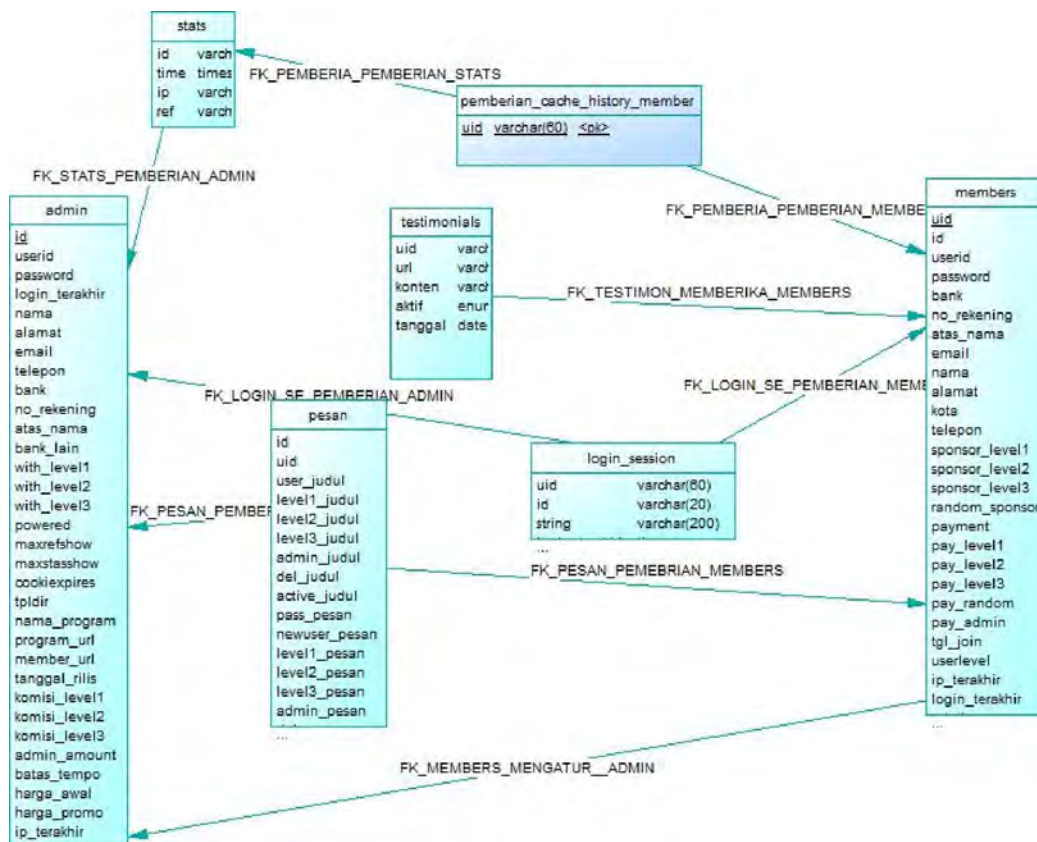 stats
id varch
time times
ip varch
ref varch
FK_PEMBERIA_PEMBERIAN_STATS
pemberian_cache_history_member
uid varchar(60) <pk>
FK_STATS_PEMBERIAN_ADMIN
FK_PEMBERIA_PEMBERIAN_MEMBE
admin
id
userid
password
login_terakhir
nama
alamat
email
telepon
bank
no_rekening
atas_nama
bank_lain
with_level1
with_level2
with_level3
powered
maxrefshow
maxstasshow
cookiexpires
tpldir
nama_program
program_url
member_url
tanggal_rilis
komisi_level1
komisi_level2
komisi_level3
admin_amount
batas_tempo
harga_awal
harga_promo
ip_terakhir
testimonials
uid varch
url varch
konten varch
aktif enum
tanggal date
FK_TESTIMON_MEMBERIKA_MEMBERS
FK_LOGIN_SE_PEMBERIAN_ADMIN
FK_LOGIN_SE_PEMBERIAN_MEMB
pesan
id
uid
user_judul
level1_judul
level2_judul
level3_judul
admin_judul
del_judul
active_judul
pass_pesan
newuser_pesan
level1_pesan
level2_pesan
level3_pesan
admin_pesan
...
FK_PESAN_PEMBER
login_session
uid varchar(60)
id varchar(20)
string varchar(200)
...
FK_PESAN_PEMEBRIAN_MEMBERS
members
uid
id
userid
password
bank
no_rekening
atas_nama
email
nama
alamat
kota
telepon
sponsor_level1
sponsor_level2
sponsor_level3
random_sponsor
payment
pay_level1
pay_level2
pay_level3
pay_random
pay_admin
tgl_join
userlevel
ip_terakhir
login_terakhir
...
FK_MEMBERS_MENGATUR__ADMIN